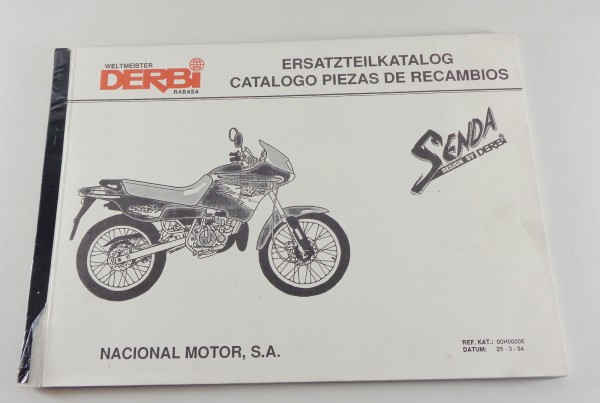 WELTMEISTER
DERBi
RABASA
ERSATZTEILKATALOG
CATALOGO PIEZAS DE RECAMBIOS
SENDA
DESIGN BY DERBi
NACIONAL MOTOR, S.A.
REF. KAT.: 00H00006
DATUM: 25 - 3 - 94